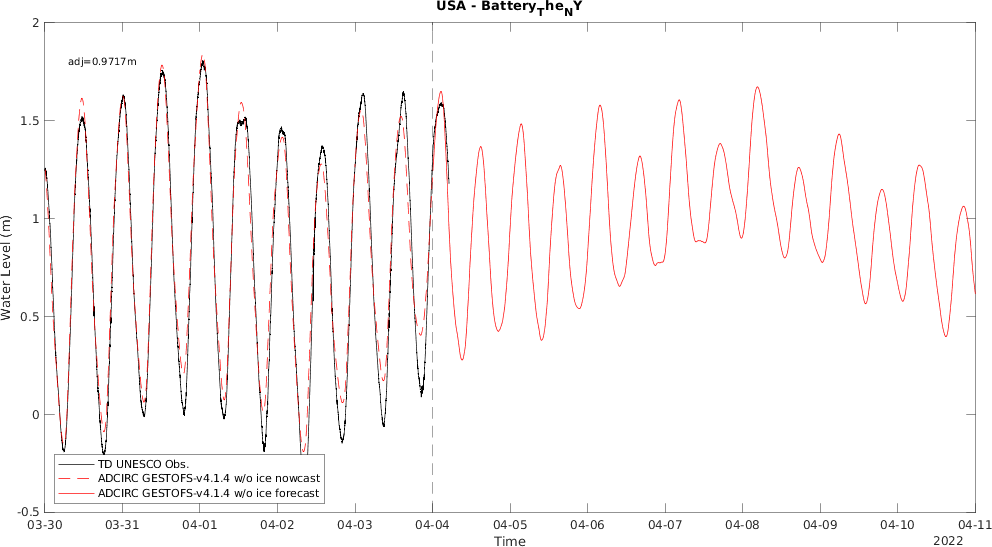 USA - Battery_The_NY
2
adj=0.9717m
1.5
1
Water Level (m)
0.5
0
TD UNESCO Obs.
ADCIRC GESTOFS-v4.1.4 w/o ice nowcast
ADCIRC GESTOFS-v4.1.4 w/o ice forecast
-0.5
03-30 03-31 04-01 04-02 04-03 04-04 04-05 04-06 04-07 04-08 04-09 04-10 04-11
Time
2022